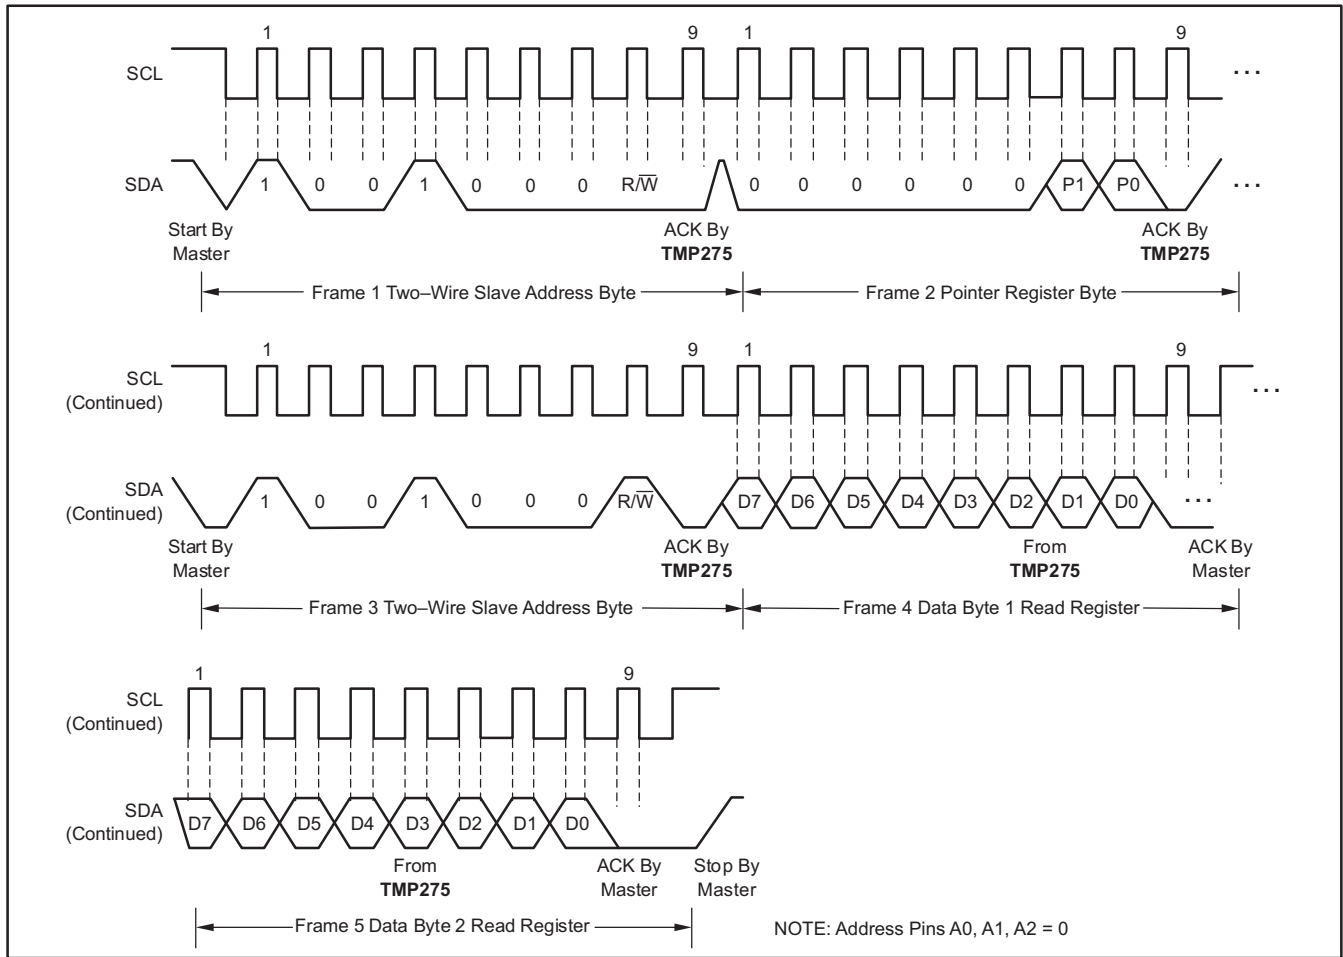 1 9 1 9
SCL ...
SDA 1 0 0 1 0 0 0 R/W̅ 0 0 0 0 0 0 P1 P0 ...
Start By Master
ACK By TMP275
ACK By TMP275
Frame 1 Two–Wire Slave Address Byte
Frame 2 Pointer Register Byte
1 9 1 9
SCL (Continued) ...
SDA (Continued) 1 0 0 1 0 0 0 R/W̅ D7 D6 D5 D4 D3 D2 D1 D0 ...
Start By Master
ACK By TMP275
From TMP275
ACK By Master
Frame 3 Two–Wire Slave Address Byte
Frame 4 Data Byte 1 Read Register
1 9
SCL (Continued)
SDA (Continued) D7 D6 D5 D4 D3 D2 D1 D0
From TMP275
ACK By Master
Stop By Master
Frame 5 Data Byte 2 Read Register
NOTE: Address Pins A0, A1, A2 = 0